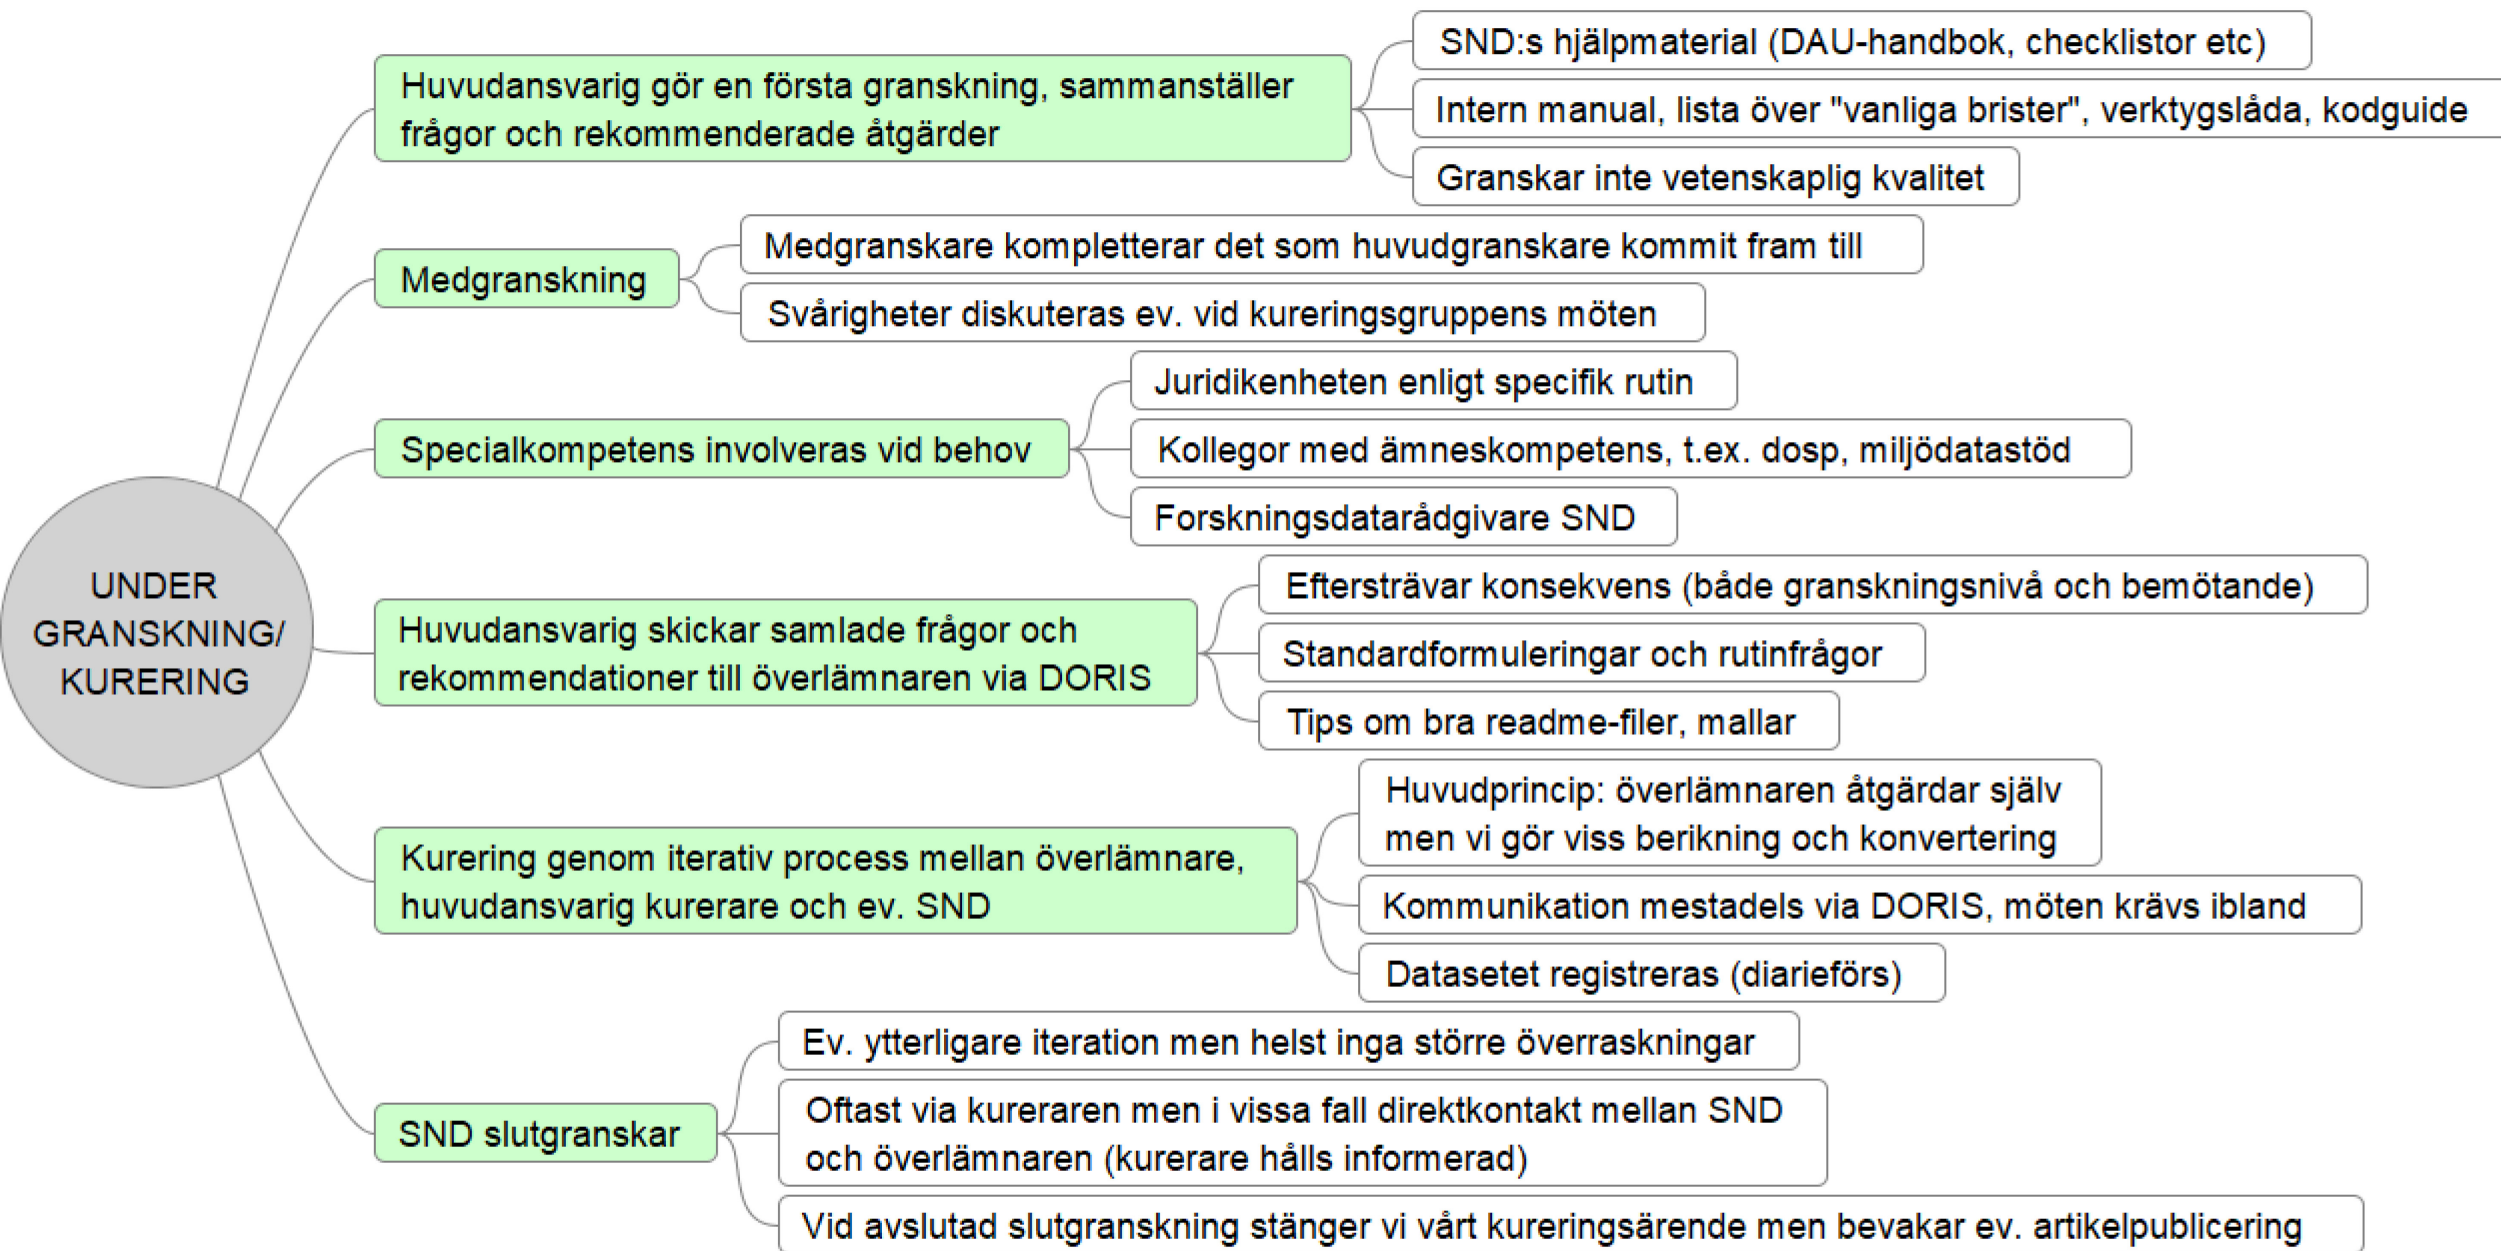 UNDER
GRANSKNING/
KURERING
Huvudansvarig gör en första granskning, sammanställer
frågor och rekommenderade åtgärder
SND:s hjälpmaterial (DAU-handbok, checklistor etc)
Intern manual, lista över "vanliga brister", verktygslåda, kodguide
Granskar inte vetenskaplig kvalitet
Medgranskning
Medgranskare kompletterar det som huvudgranskare kommit fram till
Svårigheter diskuteras ev. vid kureringsgruppens möten
Specialkompetens involveras vid behov
Juridikenheten enligt specifik rutin
Kollegor med ämneskompetens, t.ex. dosp, miljödatastöd
Forskningsdatarådgivare SND
Huvudansvarig skickar samlade frågor och
rekommendationer till överlämnaren via DORIS
Eftersträvar konsekvens (både granskningsnivå och bemötande)
Standardformuleringar och rutinfrågor
Tips om bra readme-filer, mallar
Kurering genom iterativ process mellan överlämnare,
huvudansvarig kurerare och ev. SND
Huvudprincip: överlämnaren åtgärdar själv
men vi gör viss berikning och konvertering
Kommunikation mestadels via DORIS, möten krävs ibland
Datasetet registreras (diarieförs)
SND slutgranskar
Ev. ytterligare iteration men helst inga större överraskningar
Oftast via kureraren men i vissa fall direktkontakt mellan SND
och överlämnaren (kurerare hålls informerad)
Vid avslutad slutgranskning stänger vi vårt kureringsärende men bevakar ev. artikelpublicering